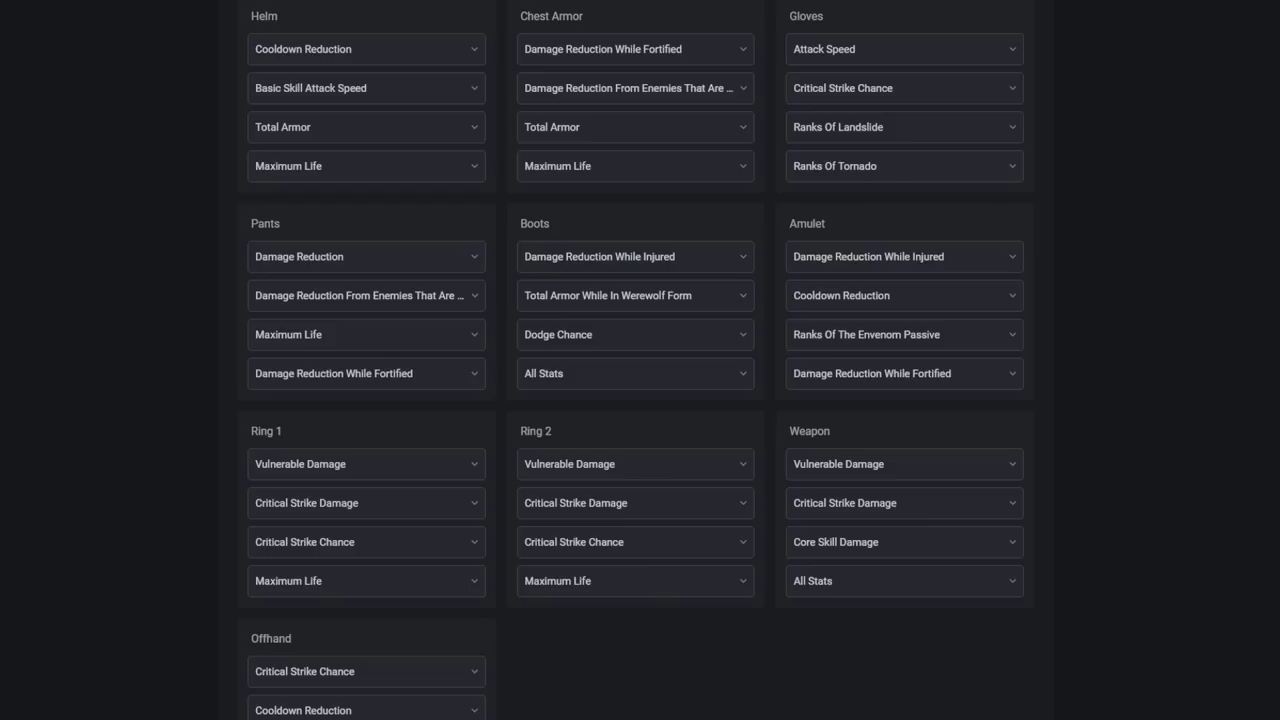 Helm
Cooldown Reduction
Basic Skill Attack Speed
Total Armor
Maximum Life
Chest Armor
Damage Reduction While Fortified
Damage Reduction From Enemies That Are ...
Total Armor
Maximum Life
Gloves
Attack Speed
Critical Strike Chance
Ranks Of Landslide
Ranks Of Tornado
Pants
Damage Reduction
Damage Reduction From Enemies That Are ...
Maximum Life
Damage Reduction While Fortified
Boots
Damage Reduction While Injured
Total Armor While In Werewolf Form
Dodge Chance
All Stats
Amulet
Damage Reduction While Injured
Cooldown Reduction
Ranks Of The Envenom Passive
Damage Reduction While Fortified
Ring 1
Vulnerable Damage
Critical Strike Damage
Critical Strike Chance
Maximum Life
Ring 2
Vulnerable Damage
Critical Strike Damage
Critical Strike Chance
Maximum Life
Weapon
Vulnerable Damage
Critical Strike Damage
Core Skill Damage
All Stats
Offhand
Critical Strike Chance
Cooldown Reduction